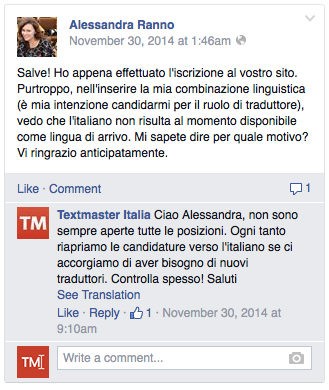 Alessandra Ranno
November 30, 2014 at 1:46am
Salve! Ho appena effettuato l'iscrizione al vostro sito.
Purtroppo, nell'inserire la mia combinazione linguistica
(è mia intenzione candidarmi per il ruolo di traduttore),
vedo che l'italiano non risulta al momento disponibile
come lingua di arrivo. Mi sapete dire per quale motivo?
Vi ringrazio anticipatamente.
Like · Comment 1
TM
Textmaster Italia Ciao Alessandra, non sono
sempre aperte tutte le posizioni. Ogni tanto
riapriamo le candidature verso l'italiano se ci
accorgiamo di aver bisogno di nuovi
traduttori. Controlla spesso! Saluti
See Translation
Like · Reply · 1 · November 30, 2014 at
9:10am
TM
Write a comment...